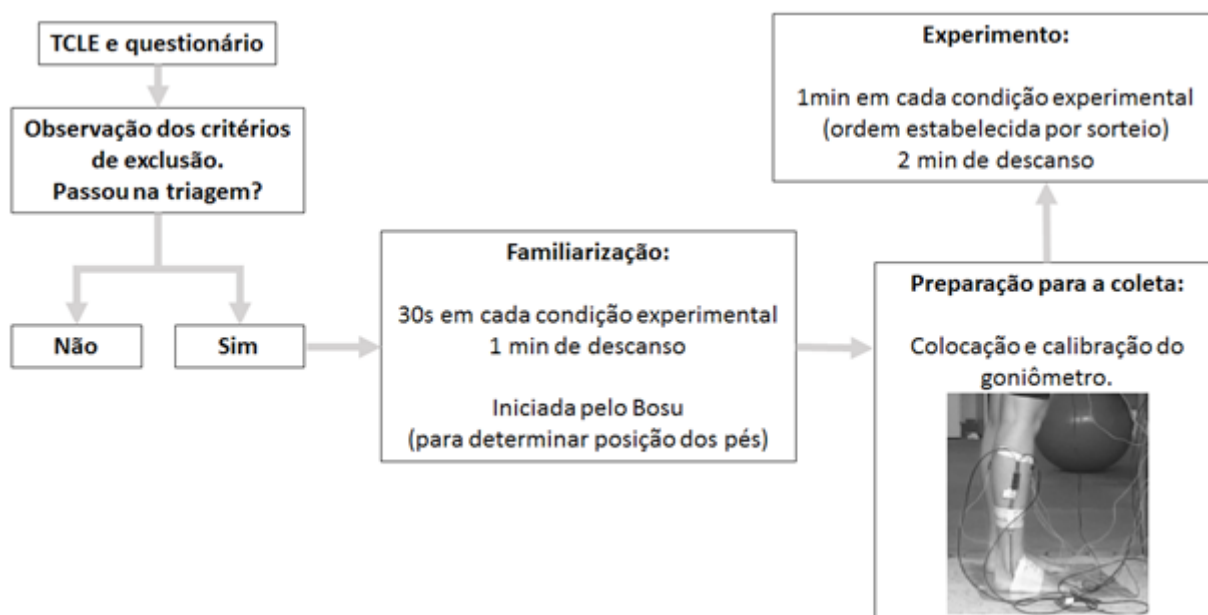 TCLE e questionário
Observação dos critérios
de exclusão.
Passou na triagem?
Não
Sim
Familiarização:
30s em cada condição experimental
1 min de descanso
Iniciada pelo Bosu
(para determinar posição dos pés)
Preparação para a coleta:
Colocação e calibração do
goniômetro.
Experimento:
1min em cada condição experimental
(ordem estabelecida por sorteio)
2 min de descanso